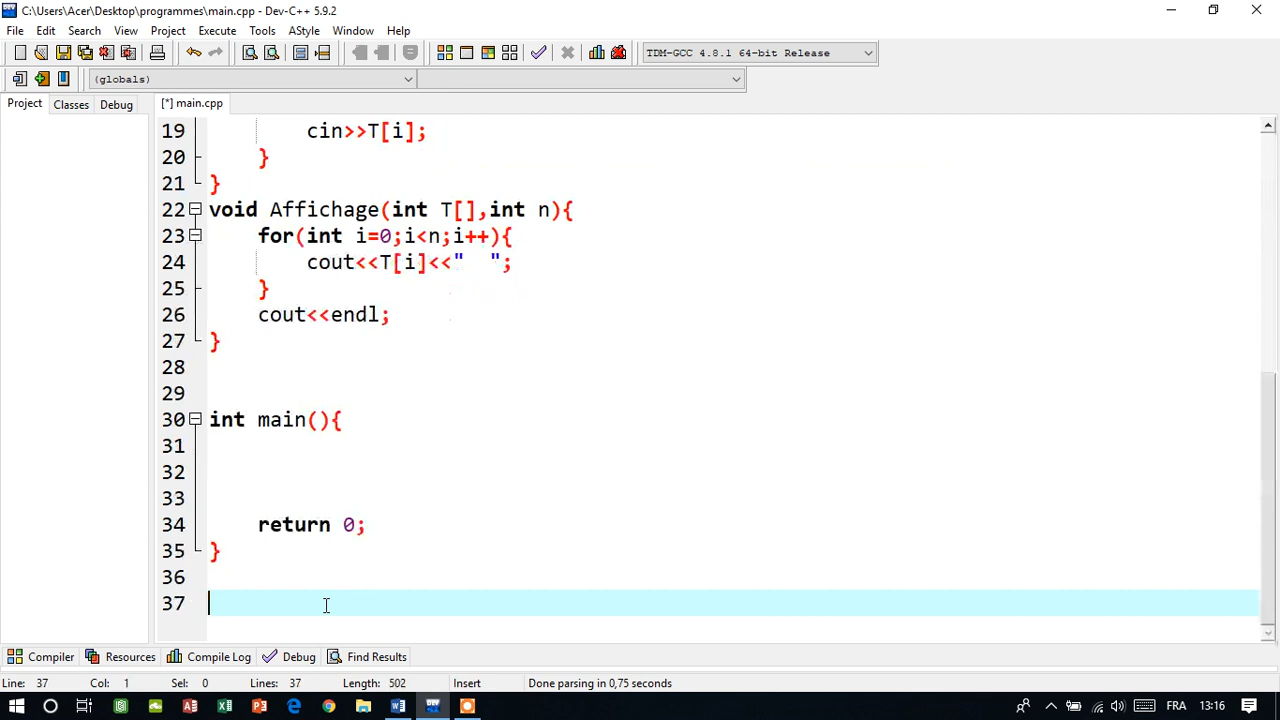 C:\Users\Acer\Desktop\programmes\main.cpp - Dev-C++ 5.9.2
File Edit Search View Project Execute Tools AStyle Window Help
TDM-GCC 4.8.1 64-bit Release
(globals)
Project Classes Debug [*] main.cpp
19 cin>>T[i];
20 }
21 }
22 void Affichage(int T[],int n){
23 for(int i=0;i<n;i++){
24 cout<<T[i]<<"  ";
25 }
26 cout<<endl;
27 }
28
29
30 int main(){
31
32
33
34 return 0;
35 }
36
37
Compiler Resources Compile Log Debug Find Results
Line: 37 Col: 1 Sel: 0 Lines: 37 Length: 502 Insert Done parsing in 0,75 seconds
FRA 13:16